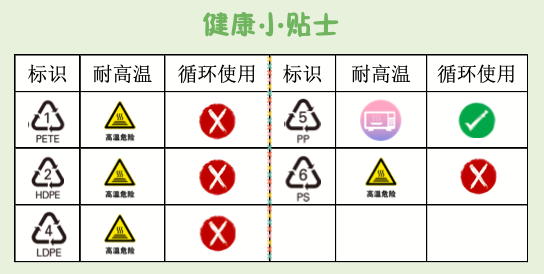 健康·小·贴士
标识 耐高温 循环使用 标识 耐高温 循环使用
1 PETE 高温危险 5 PP
2 HDPE 高温危险 6 PS 高温危险
4 LDPE 高温危险